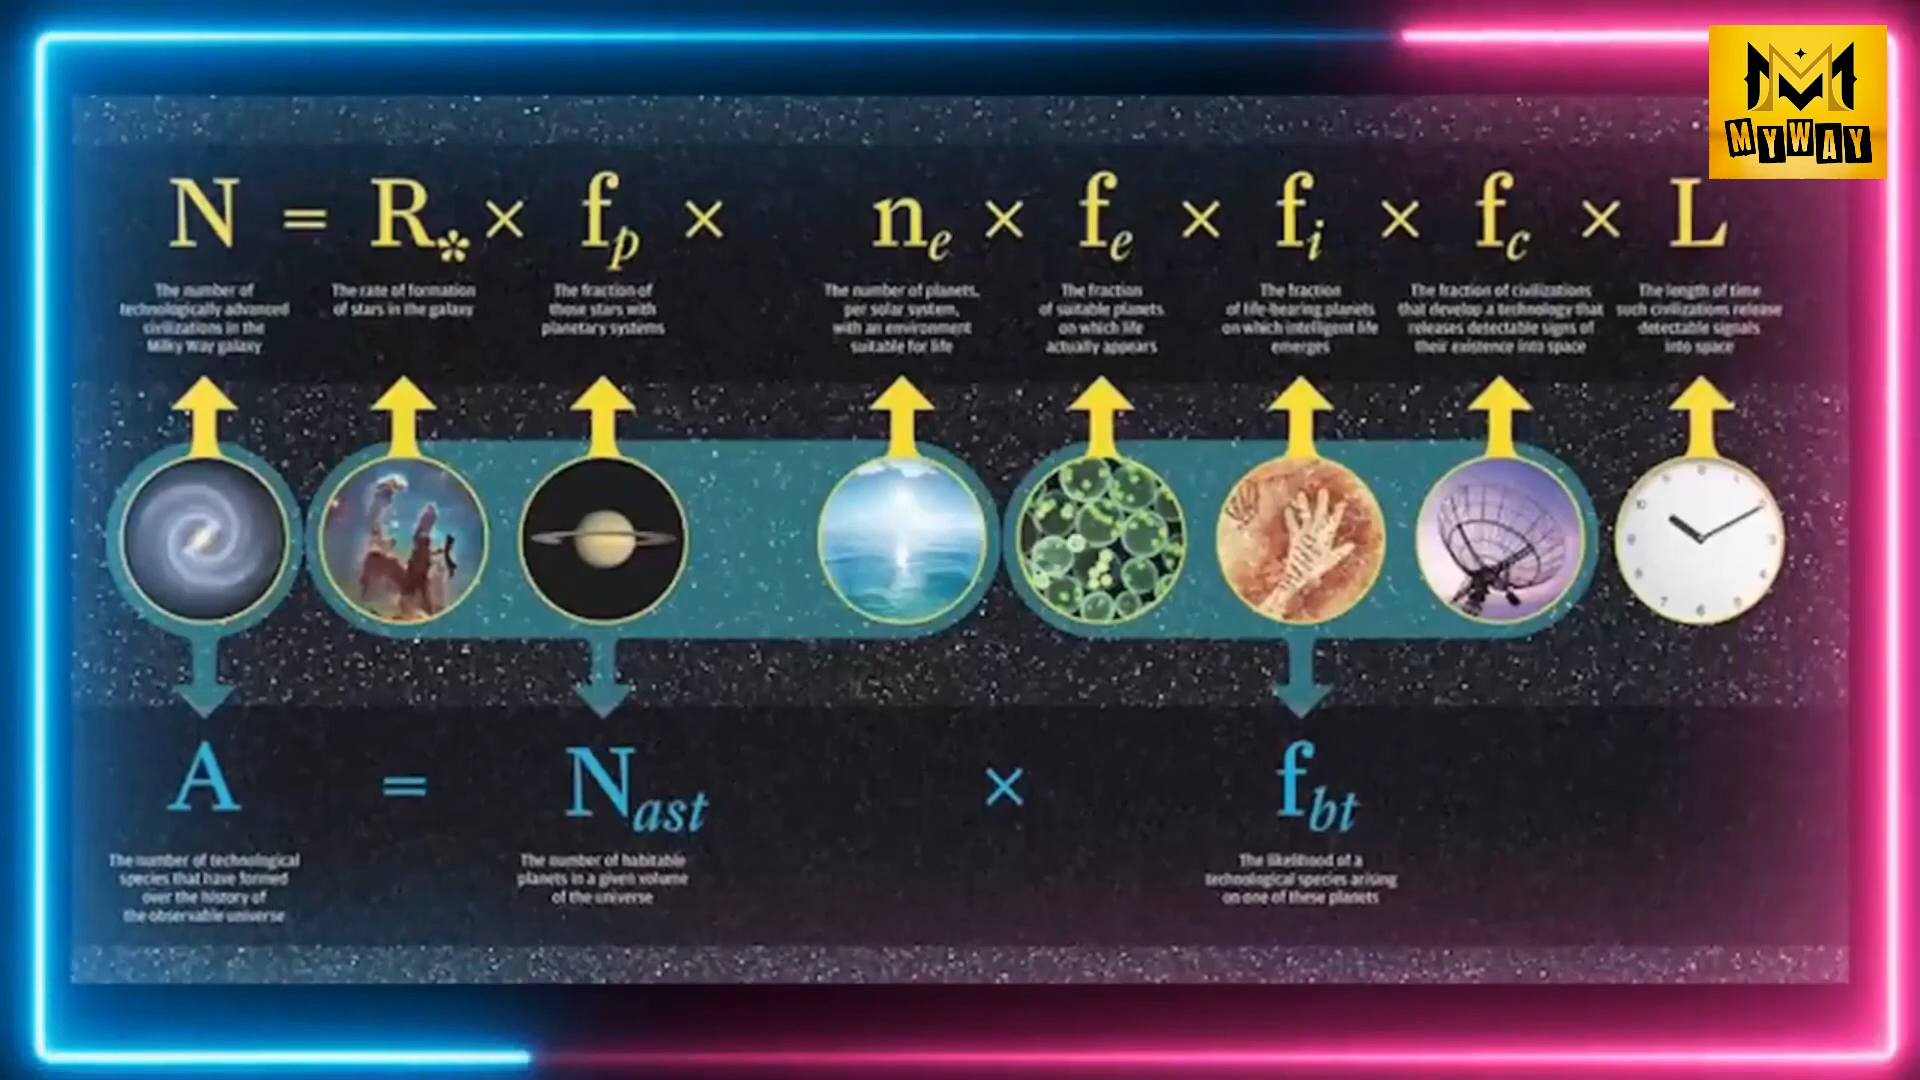 M
MYWAY
N = R* × fp × ne × fe × fi × fc × L
The number of
technologically advanced
civilizations in the
Milky Way galaxy
The rate of formation
of stars in the galaxy
The fraction of
those stars with
planetary systems
The number of planets,
per solar system,
with an environment
suitable for life
The fraction
of suitable planets
on which life
actually appears
The fraction
of life-bearing planets
on which intelligent life
emerges
The fraction of civilizations
that develop a technology that
releases detectable signs of
their existence into space
The length of time
such civilizations release
detectable signals
into space
A = Nast × fbt
The number of technological
species that have formed
over the history of
the observable universe
The number of habitable
planets in a given volume
of the universe
The likelihood of a
technological species arising
on one of these planets